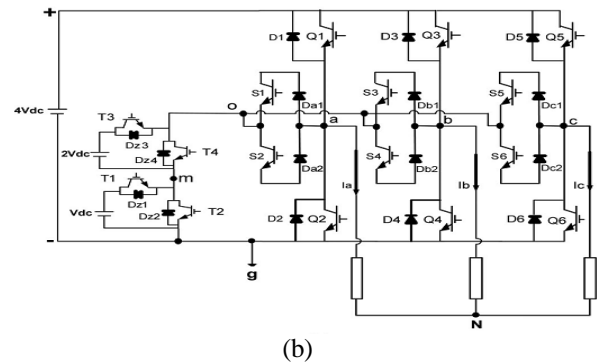 +
D1 Q1 D3 Q3 D5 Q5
S1 S3 S5
4Vdc T3 o Da1 Db1 Dc1
Dz3 a b c
2Vdc Dz4 T4 S2 S4 S6
T1 m Da2 Db2 Dc2
Dz1 Ia Ib Ic
Vdc Dz2 T2 D2 Q2 D4 Q4 D6 Q6
-
g
N
(b)